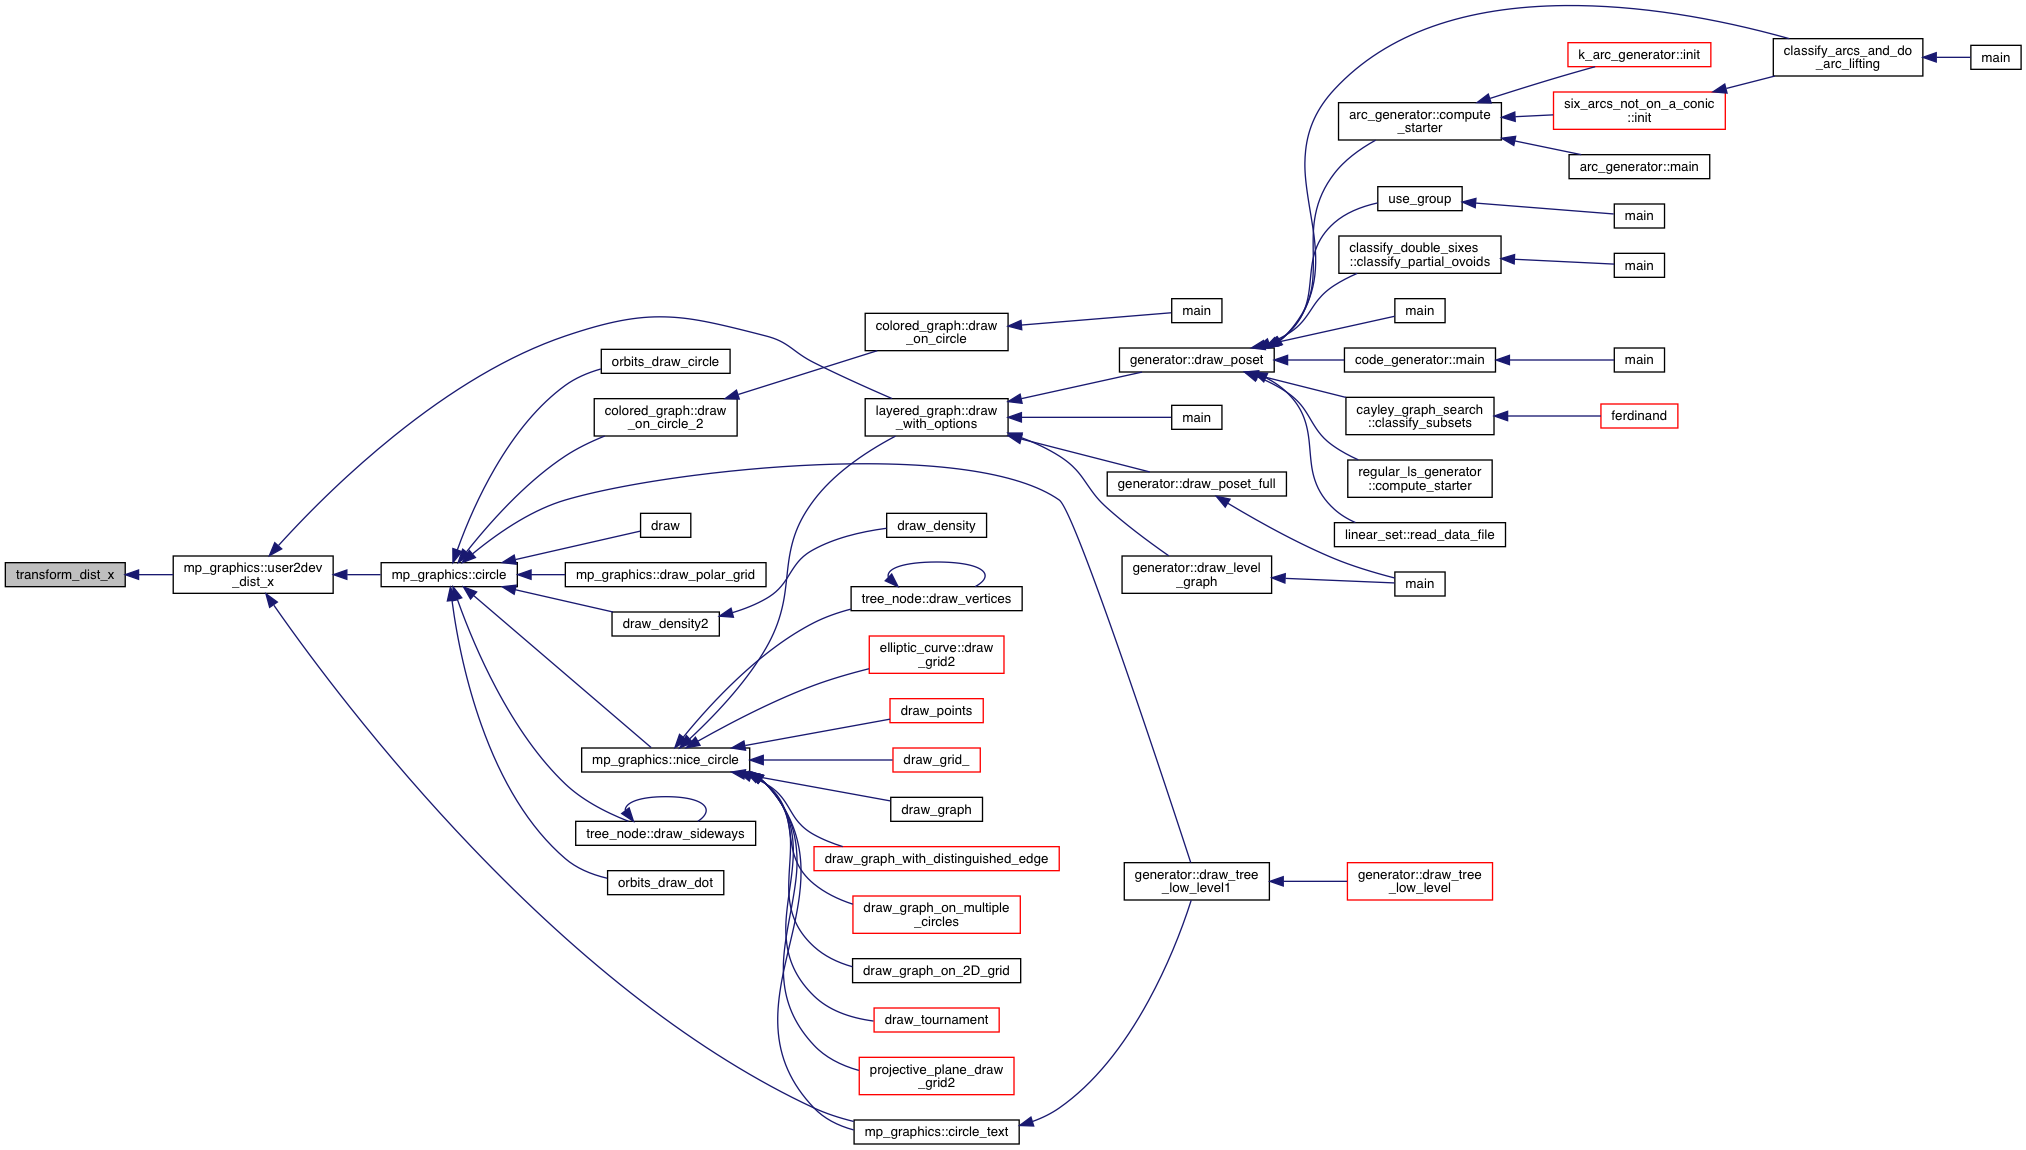 transform_dist_x
mp_graphics::user2dev
_dist_x
mp_graphics::circle
orbits_draw_circle
colored_graph::draw
_on_circle_2
draw
mp_graphics::draw_polar_grid
draw_density2
mp_graphics::nice_circle
tree_node::draw_sideways
orbits_draw_dot
colored_graph::draw
_on_circle
layered_graph::draw
_with_options
draw_density
tree_node::draw_vertices
elliptic_curve::draw
_grid2
draw_points
draw_grid_
draw_graph
draw_graph_with_distinguished_edge
draw_graph_on_multiple
_circles
draw_graph_on_2D_grid
draw_tournament
projective_plane_draw
_grid2
mp_graphics::circle_text
main
generator::draw_poset
main
generator::draw_poset_full
generator::draw_level
_graph
generator::draw_tree
_low_level1
arc_generator::compute
_starter
use_group
classify_double_sixes
::classify_partial_ovoids
main
code_generator::main
cayley_graph_search
::classify_subsets
regular_ls_generator
::compute_starter
linear_set::read_data_file
main
generator::draw_tree
_low_level
k_arc_generator::init
six_arcs_not_on_a_conic
::init
arc_generator::main
main
main
main
ferdinand
classify_arcs_and_do
_arc_lifting
main